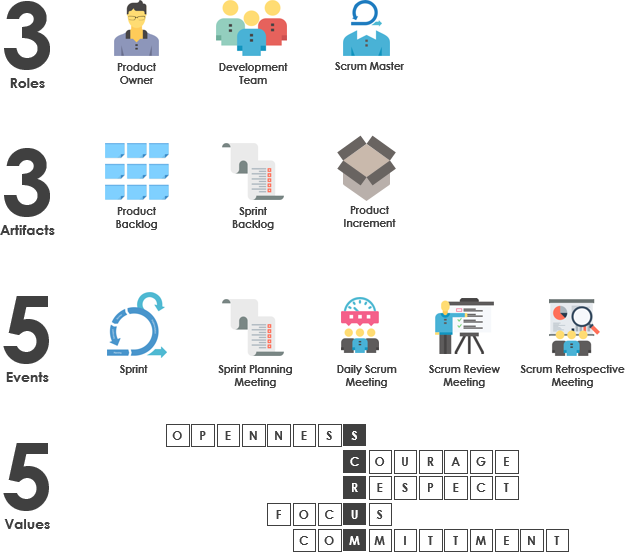 3
Roles
Product
Owner
Development
Team
Scrum Master
3
Artifacts
Product
Backlog
Sprint
Backlog
Product
Increment
5
Events
Sprint
Sprint Planning
Meeting
Daily Scrum
Meeting
Scrum Review
Meeting
Scrum Retrospective
Meeting
5
Values
OPENNESS
COURAGE
RESPECT
FOCUS
COMMITTMENT